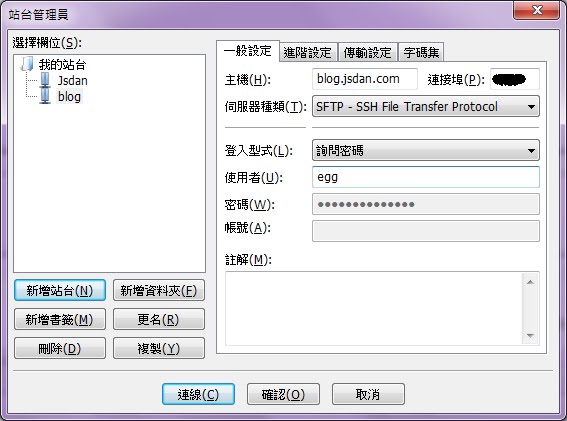 站台管理員
選擇欄位(S):
我的站台
Jsdan
blog
新增站台(N)
新增資料夾(F)
新增書籤(M)
更名(R)
刪除(D)
複製(Y)
一般設定 進階設定 傳輸設定 字碼集
主機(H): blog.jsdan.com 連接埠(P):
伺服器種類(T): SFTP - SSH File Transfer Protocol
登入型式(L): 詢問密碼
使用者(U): egg
密碼(W): ●●●●●●●●●●●●●●
帳號(A):
註解(M):
連線(C) 確認(O) 取消